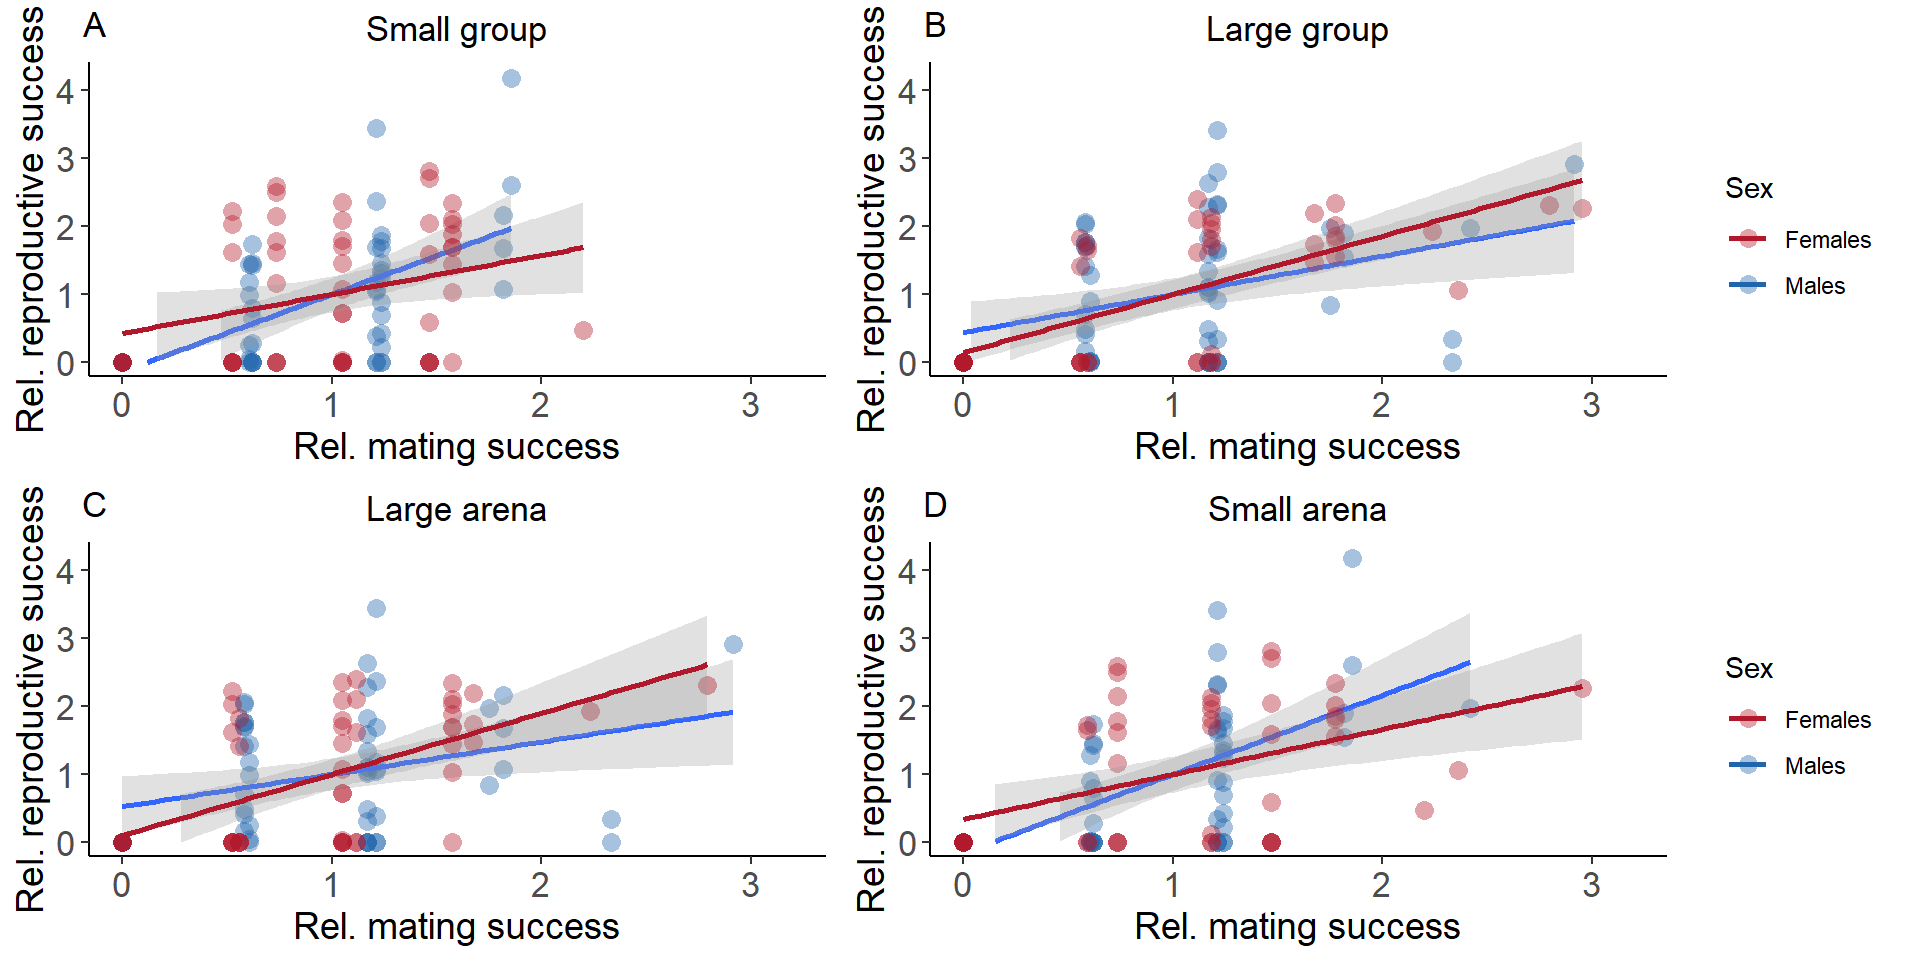 A
Small group
Rel. reproductive success
4
3
2
1
0
0 1 2 3
Rel. mating success
B
Large group
Rel. reproductive success
4
3
2
1
0
0 1 2 3
Rel. mating success
Sex
Females
Males
C
Large arena
Rel. reproductive success
4
3
2
1
0
0 1 2 3
Rel. mating success
D
Small arena
Rel. reproductive success
4
3
2
1
0
0 1 2 3
Rel. mating success
Sex
Females
Males